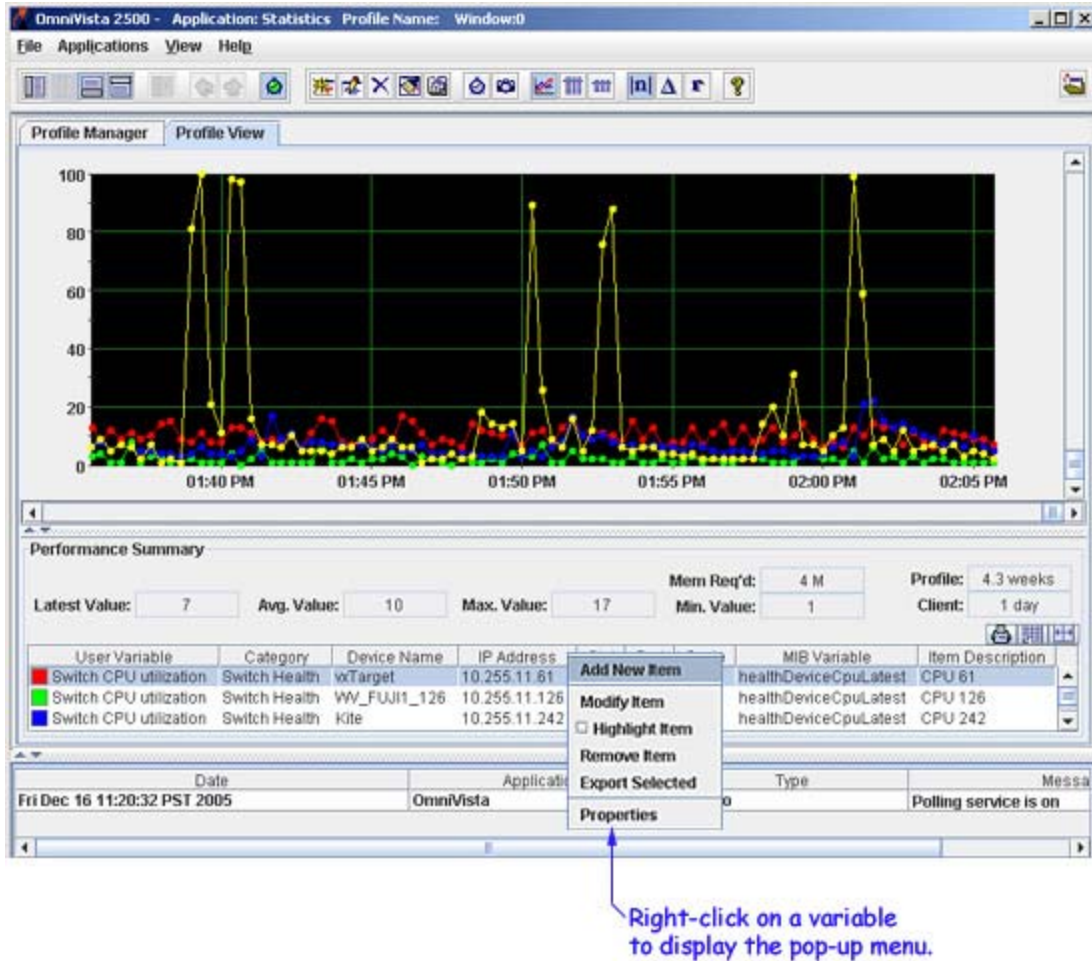 OmniVista 2500 - Application: Statistics Profile Name: Window:0
File Applications View Help
Profile Manager Profile View
100
80
60
40
20
0
01:40 PM 01:45 PM 01:50 PM 01:55 PM 02:00 PM 02:05 PM
Performance Summary
Mem Req'd: 4 M Profile: 4.3 weeks
Latest Value: 7 Avg. Value: 10 Max. Value: 17 Min. Value: 1 Client: 1 day
User Variable Category Device Name IP Address MIB Variable Item Description
Switch CPU utilization Switch Health vxTarget 10.255.11.61 healthDeviceCpuLatest CPU 61
Switch CPU utilization Switch Health WV_FUJI1_126 10.255.11.126 healthDeviceCpuLatest CPU 126
Switch CPU utilization Switch Health Kite 10.255.11.242 healthDeviceCpuLatest CPU 242
Add New Item
Modify Item
Highlight Item
Remove Item
Export Selected
Properties
Date Applicatio Type Messa
Fri Dec 16 11:20:32 PST 2005 OmniVista o Polling service is on
Right-click on a variable
to display the pop-up menu.